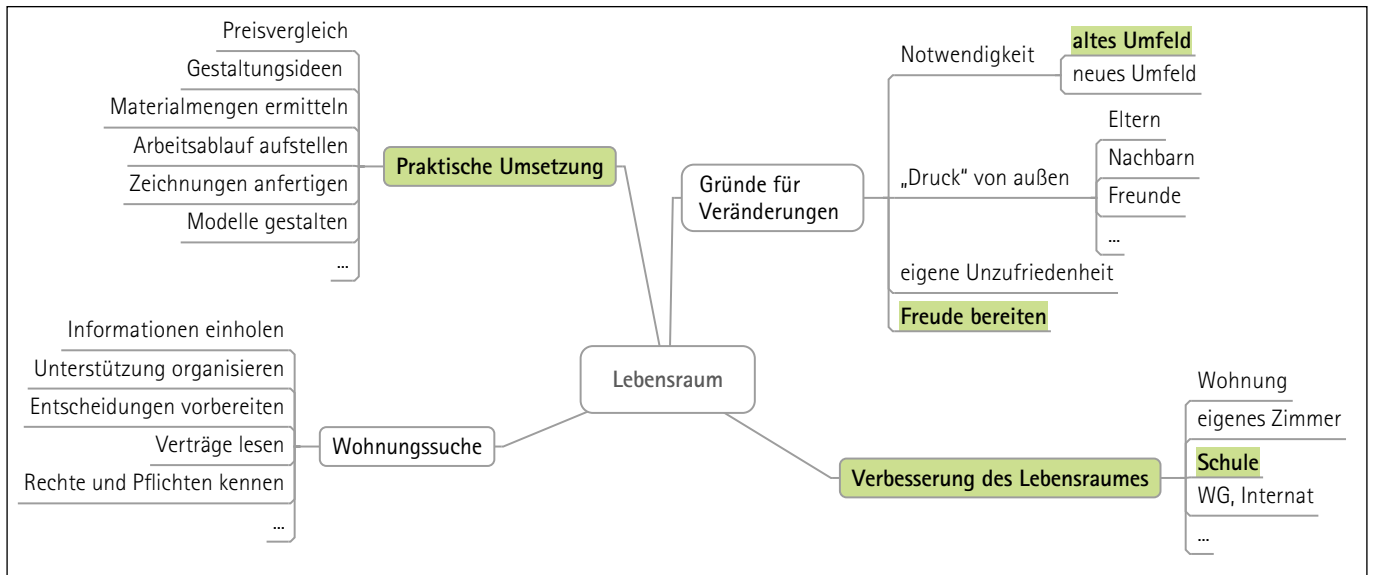 Preisvergleich
Gestaltungsideen
Materialmengen ermitteln
Arbeitsablauf aufstellen
Zeichnungen anfertigen
Modelle gestalten
...
Praktische Umsetzung
Gründe für
Veränderungen
Notwendigkeit
altes Umfeld
neues Umfeld
„Druck“ von außen
Eltern
Nachbarn
Freunde
...
eigene Unzufriedenheit
Freude bereiten
Lebensraum
Informationen einholen
Unterstützung organisieren
Entscheidungen vorbereiten
Verträge lesen
Rechte und Pflichten kennen
...
Wohnungssuche
Verbesserung des Lebensraumes
Wohnung
eigenes Zimmer
Schule
WG, Internat
...